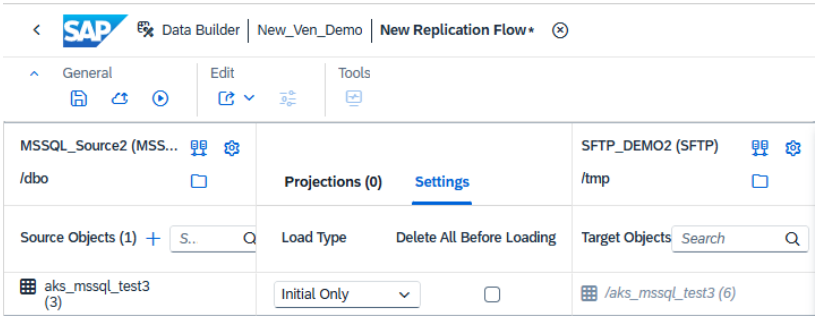 SAP Data Builder New_Ven_Demo New Replication Flow*
General Edit Tools
MSSQL_Source2 (MSS... SFTP_DEMO2 (SFTP)
/dbo Projections (0) Settings /tmp
Source Objects (1) S.. Load Type Delete All Before Loading Target Objects Search
aks_mssql_test3 Initial Only /aks_mssql_test3 (6)
(3)